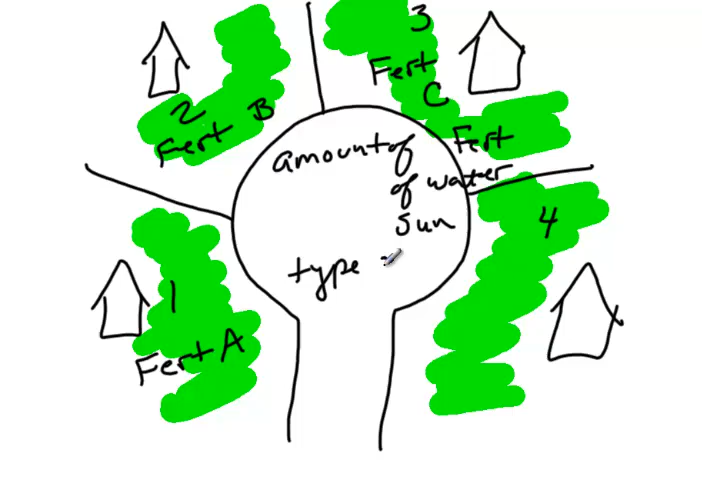 3
Fert
C
2
Fert B
Fert
amount of
of water
sun
type
4
1
Fert A